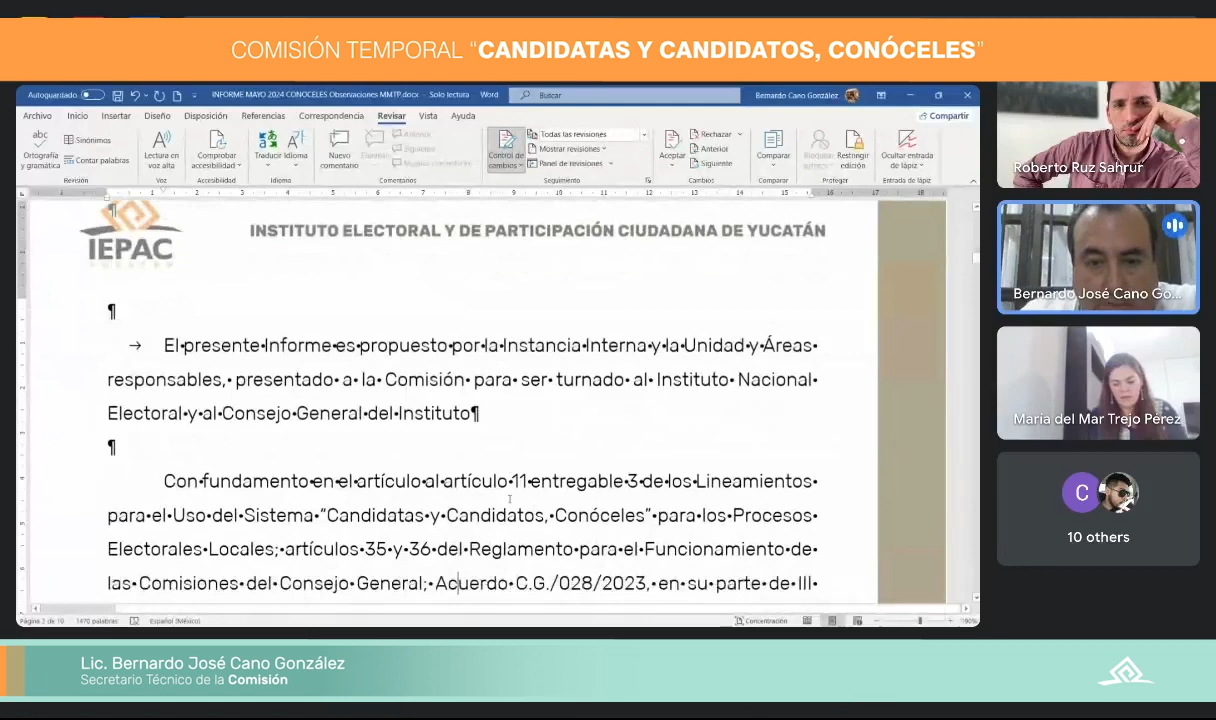 COMISIÓN TEMPORAL “CANDIDATAS Y CANDIDATOS, CONÓCELES”
Autoguardado
INFORME MAYO 2024 CONOCELES Observaciones MMTP.docx - Solo lectura - Word
Buscar
Bernardo Cano González
Archivo Inicio Insertar Diseño Disposición Referencias Correspondencia Revisar Vista Ayuda
Compartir
abc
Ortografía y gramática
Sinónimos
Contar palabras
Revisión
Lectura en voz alta
Voz
Comprobar accesibilidad
Accesibilidad
Traducir Idioma
Idioma
Nuevo comentario
Anterior
Siguiente
Comentarios
Control de cambios
Todas las revisiones
Mostrar revisiones
Panel de revisiones
Seguimiento
Aceptar
Rechazar
Anterior
Siguiente
Cambios
Comparar
Comparar
Bloquear
Restringir edición
Proteger
Ocultar entrada de lápiz
Entrada de lápiz
IEPAC
INSTITUTO ELECTORAL Y DE PARTICIPACIÓN CIUDADANA DE YUCATÁN
¶
→ El·presente·Informe·es·propuesto·por·la·Instancia·Interna·y·la·Unidad·y·Áreas·
responsables,·presentado·a·la·Comisión·para·ser·turnado·al·Instituto·Nacional·
Electoral·y·al·Consejo·General·del·Instituto¶
¶
Con·fundamento·en·el·artículo·al·artículo·11·entregable·3·de·los·Lineamientos·
para·el·Uso·del·Sistema·“Candidatas·y·Candidatos,·Conóceles”·para·los·Procesos·
Electorales·Locales;·artículos·35·y·36·del·Reglamento·para·el·Funcionamiento·de·
las·Comisiones·del·Consejo·General;·Acuerdo·C.G./028/2023,·en·su·parte·de·III·
Página 2 de 10 1470 palabras Español (México)
Concentración
Roberto Ruz Sahrur
Bernardo José Cano Go...
María del Mar Trejo Pérez
C
10 others
Lic. Bernardo José Cano González
Secretario Técnico de la Comisión